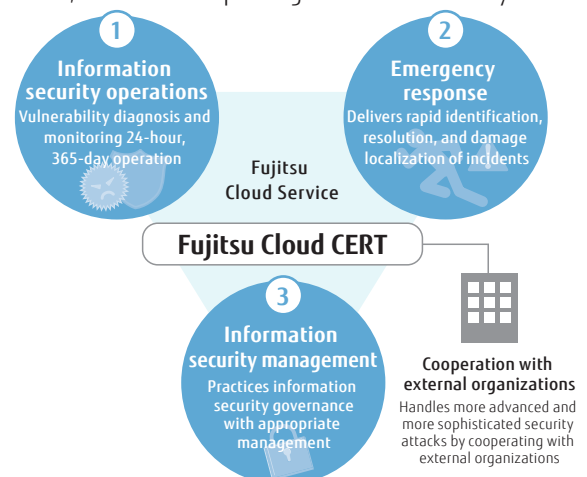 1
Information
security operations
Vulnerability diagnosis and
monitoring 24-hour,
365-day operation
2
Emergency
response
Delivers rapid identification,
resolution, and damage
localization of incidents
Fujitsu
Cloud Service
Fujitsu Cloud CERT
3
Information
security management
Practices information
security governance
with appropriate
management
Cooperation with
external organizations
Handles more advanced and
more sophisticated security
attacks by cooperating with
external organizations